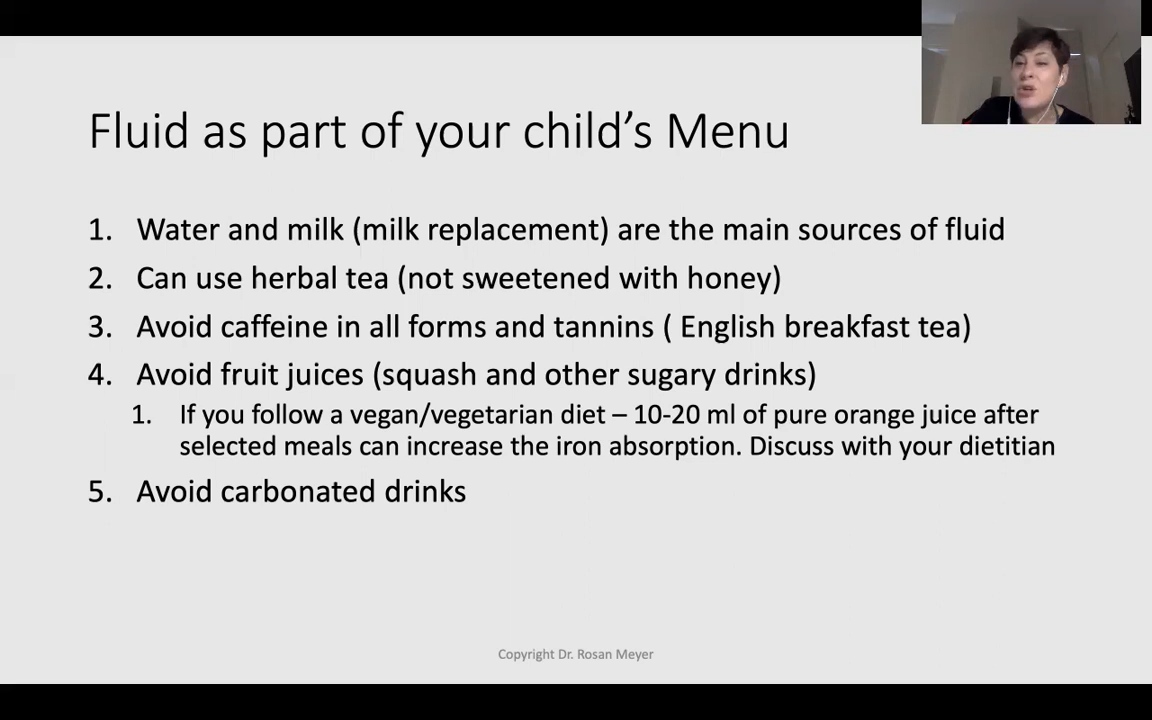 Fluid as part of your child's Menu
1. Water and milk (milk replacement) are the main sources of fluid
2. Can use herbal tea (not sweetened with honey)
3. Avoid caffeine in all forms and tannins ( English breakfast tea)
4. Avoid fruit juices (squash and other sugary drinks)
1. If you follow a vegan/vegetarian diet – 10-20 ml of pure orange juice after
selected meals can increase the iron absorption. Discuss with your dietitian
5. Avoid carbonated drinks
Copyright Dr. Rosan Meyer